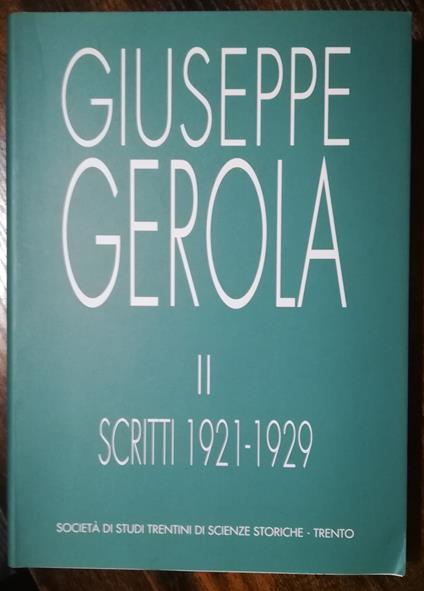 GIUSEPPE
GEROLA
II
SCRITTI 1921-1929
SOCIETÀ DI STUDI TRENTINI DI SCIENZE STORICHE - TRENTO